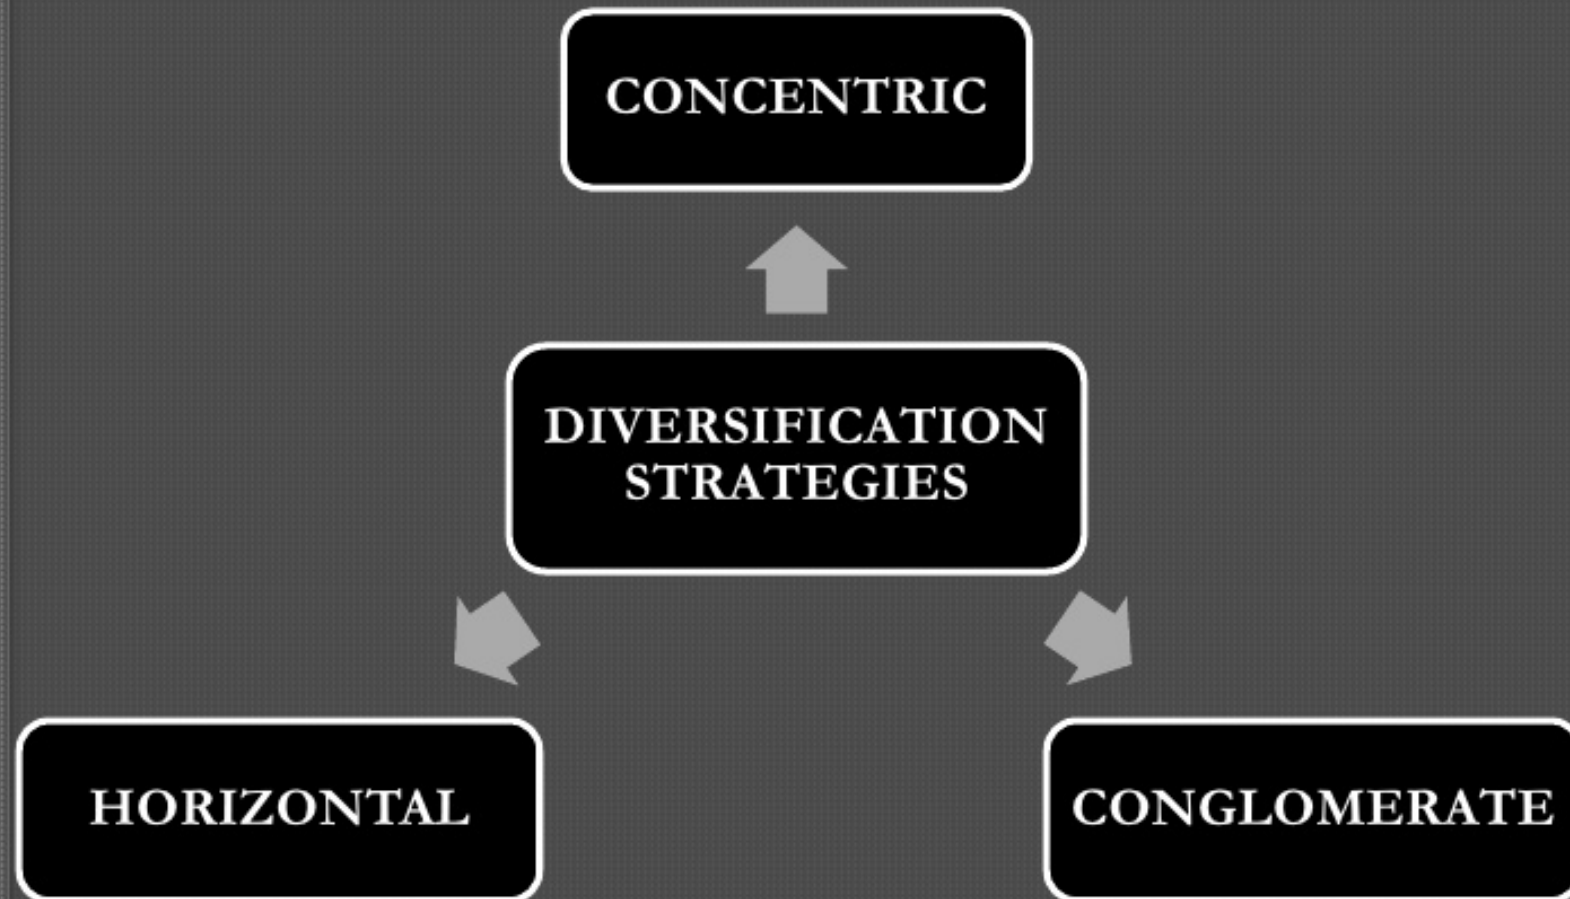 CONCENTRIC
DIVERSIFICATION
STRATEGIES
HORIZONTAL
CONGLOMERATE